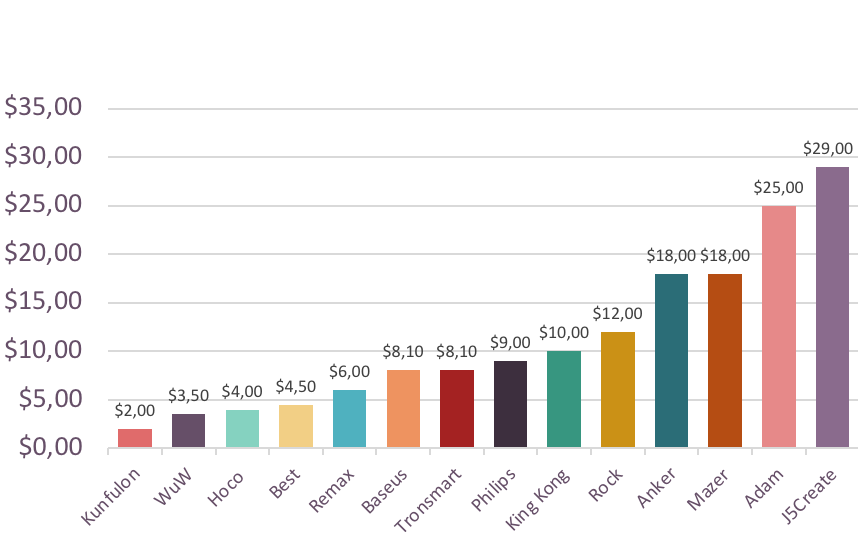 $35,00
$30,00
$25,00
$20,00
$15,00
$10,00
$5,00
$0,00
$2,00
$3,50
$4,00
$4,50
$6,00
$8,10
$8,10
$9,00
$10,00
$12,00
$18,00
$18,00
$25,00
$29,00
Kunfulon
WuW
Hoco
Best
Remax
Baseus
Tronsmart
Philips
King Kong
Rock
Anker
Mazer
Adam
J5Create